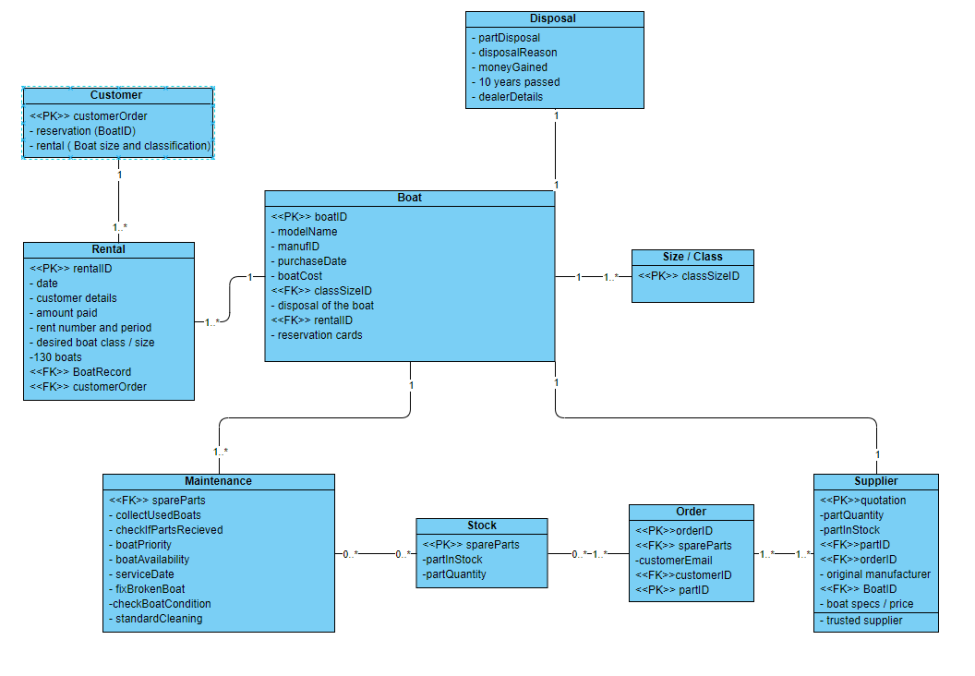 Disposal
- partDisposal
- disposalReason
- moneyGained
- 10 years passed
- dealerDetails
1
1
Customer
<<PK>> customerOrder
- reservation (BoatID)
- rental ( Boat size and classification)
1
1..*
Rental
<<PK>> rentalID
- date
- customer details
- amount paid
- rent number and period
- desired boat class / size
-130 boats
<<FK>> BoatRecord
<<FK>> customerOrder
1..*
1
Boat
<<PK>> boatID
- modelName
- manufID
- purchaseDate
- boatCost
<<FK>> classSizeID
- disposal of the boat
<<FK>> rentalID
- reservation cards
1
1..*
Size / Class
<<PK>> classSizeID
1
1..*
1
1
Maintenance
<<FK>> spareParts
- collectUsedBoats
- checkIfPartsRecieved
- boatPriority
- boatAvailability
- serviceDate
- fixBrokenBoat
-checkBoatCondition
- standardCleaning
0..*
0..*
Stock
<<PK>> spareParts
-partInStock
-partQuantity
0..*
1..*
Order
<<PK>>orderID
<<FK>> spareParts
-customerEmail
<<FK>>customerID
<<PK>> partID
1..*
1..*
Supplier
<<PK>>quotation
-partQuantity
-partInStock
<<FK>>partID
<<FK>>orderID
- original manufacturer
<<FK>> BoatID
- boat specs / price
- trusted supplier